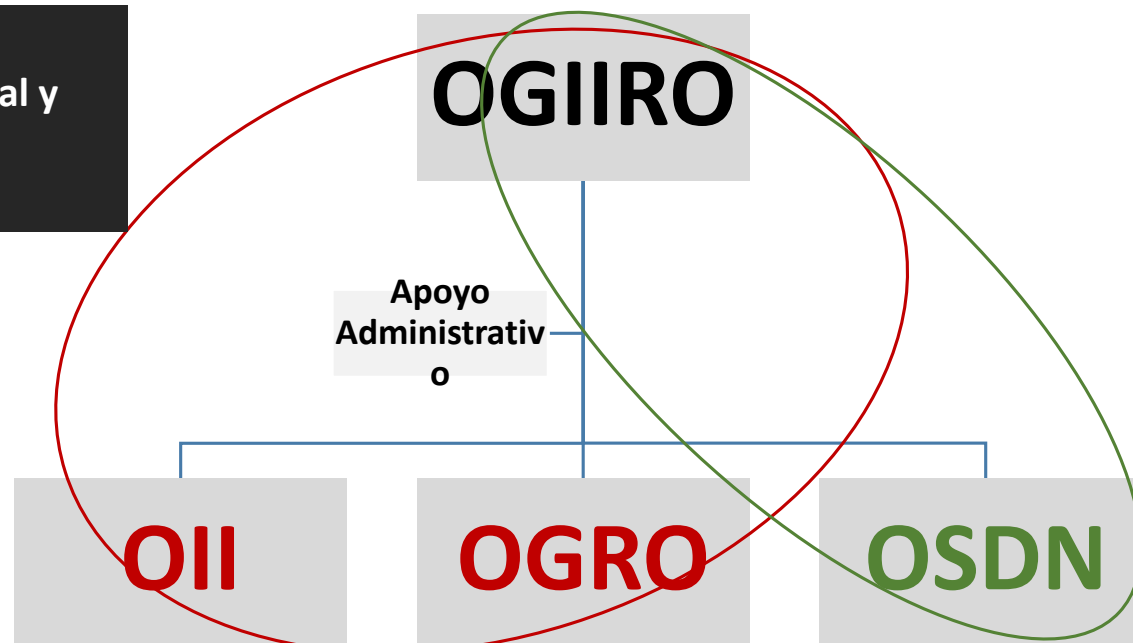 al y
OGIIRO
Apoyo
Administrativ
o
OII
OGRO
OSDN